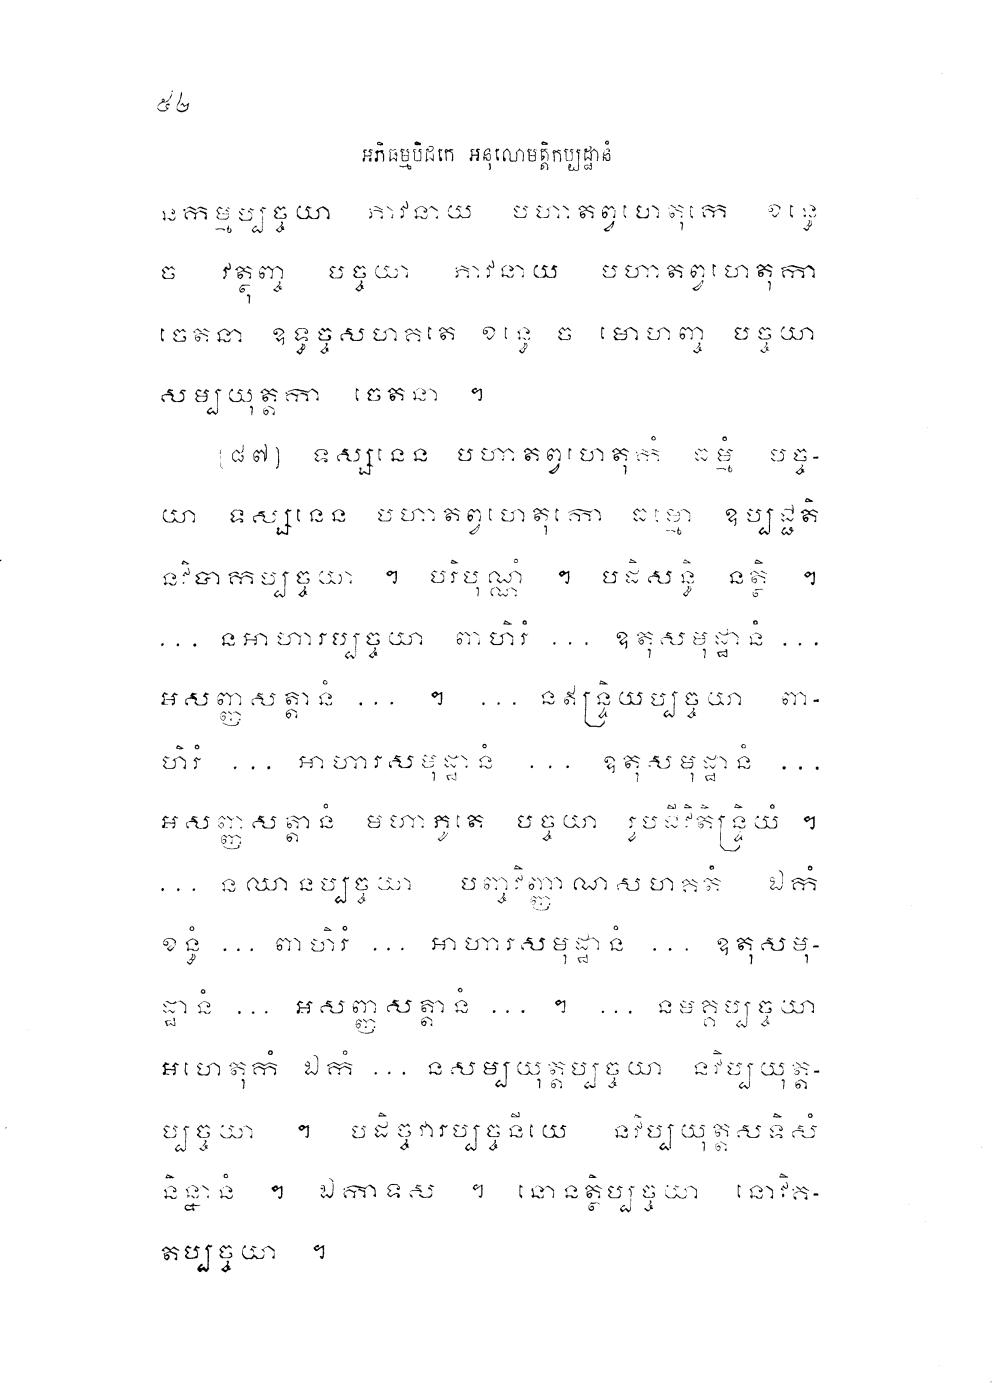 ៥២
អភិធម្មបិដកេ អនុលោមត្តិកប្បដ្ឋានំ
នកម្មប្បច្ចយា ភាវនាយ បហាតព្វហេតុកេ ខន្ធេ
ច វត្ថុញ្ច បច្ចយា ភាវនាយ បហាតព្វហេតុកា
ចេតនា ឧទ្ធច្ចសហគតេ ខន្ធេ ច មោហញ្ច បច្ចយា
សម្បយុត្តកា ចេតនា ។
[៨៧] ទស្សនេន បហាតព្វហេតុកំ ធម្មំ បច្ច-
យា ទស្សនេន បហាតព្វហេតុកោ ធម្មោ ឧប្បជ្ជតិ
នវិបាកប្បច្ចយា ។ បរិបុណ្ណំ ។ បដិសន្ធិ នត្ថិ ។
... នអាហារប្បច្ចយា ពាហិរំ ... ឧតុសមុដ្ឋានំ ...
អសញ្ញសត្តានំ ... ។ ... នឥន្ទ្រិយប្បច្ចយា ពា-
ហិរំ ... អាហារសមុដ្ឋានំ ... ឧតុសមុដ្ឋានំ ...
អសញ្ញសត្តានំ មហាភូតេ បច្ចយា រូបជីវិតិន្ទ្រិយំ ។
... នឈានប្បច្ចយា បញ្ចវិញ្ញាណសហគតំ ឯកំ
ខន្ធំ ... ពាហិរំ ... អាហារសមុដ្ឋានំ ... ឧតុសមុ-
ដ្ឋានំ ... អសញ្ញសត្តានំ ... ។ ... នមគ្គប្បច្ចយា
អហេតុកំ ឯកំ ... នសម្បយុត្តប្បច្ចយា នវិប្បយុត្ត-
ប្បច្ចយា ។ បដិច្ចវារប្បច្ចនីយេ នវិប្បយុត្តសទិសំ
និន្នានំ ។ ឯកាទស ។ នោនត្ថិប្បច្ចយា នោវិគ-
តប្បច្ចយា ។